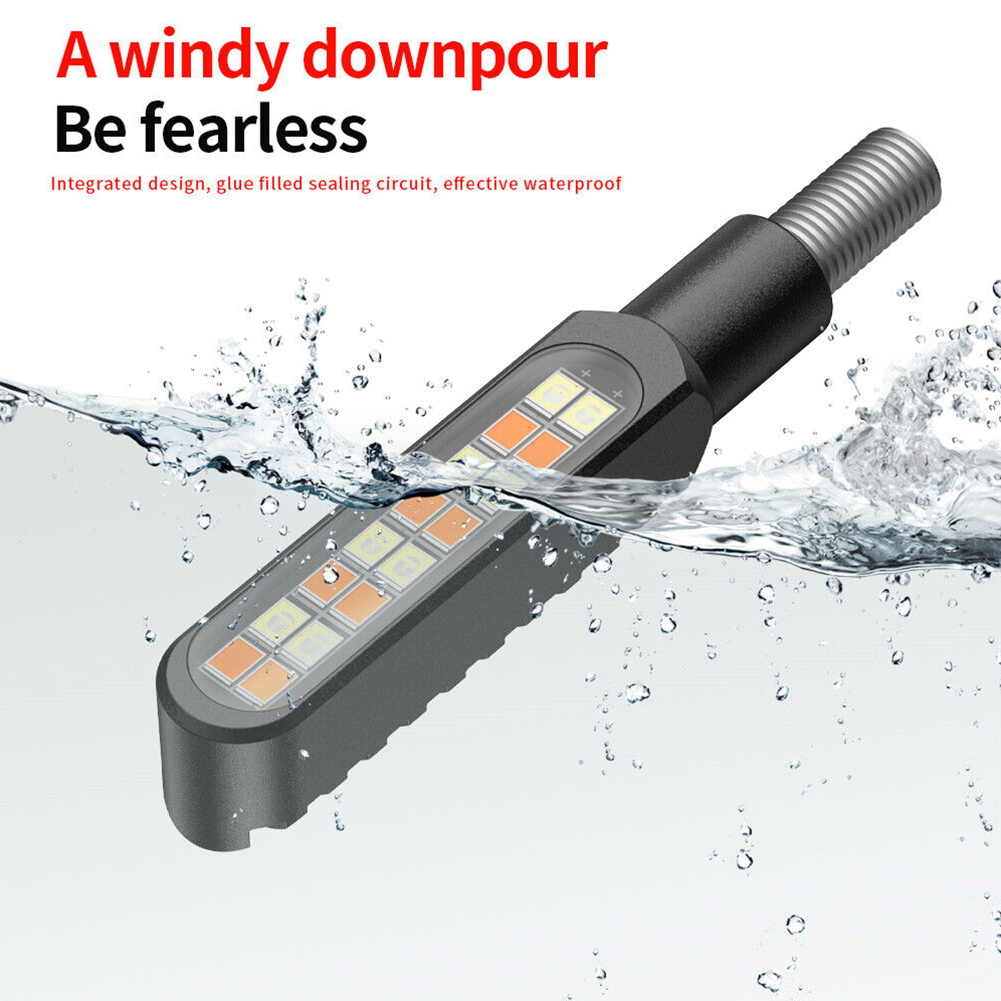 A windy downpour
Be fearless
Integrated design, glue filled sealing circuit, effective waterproof